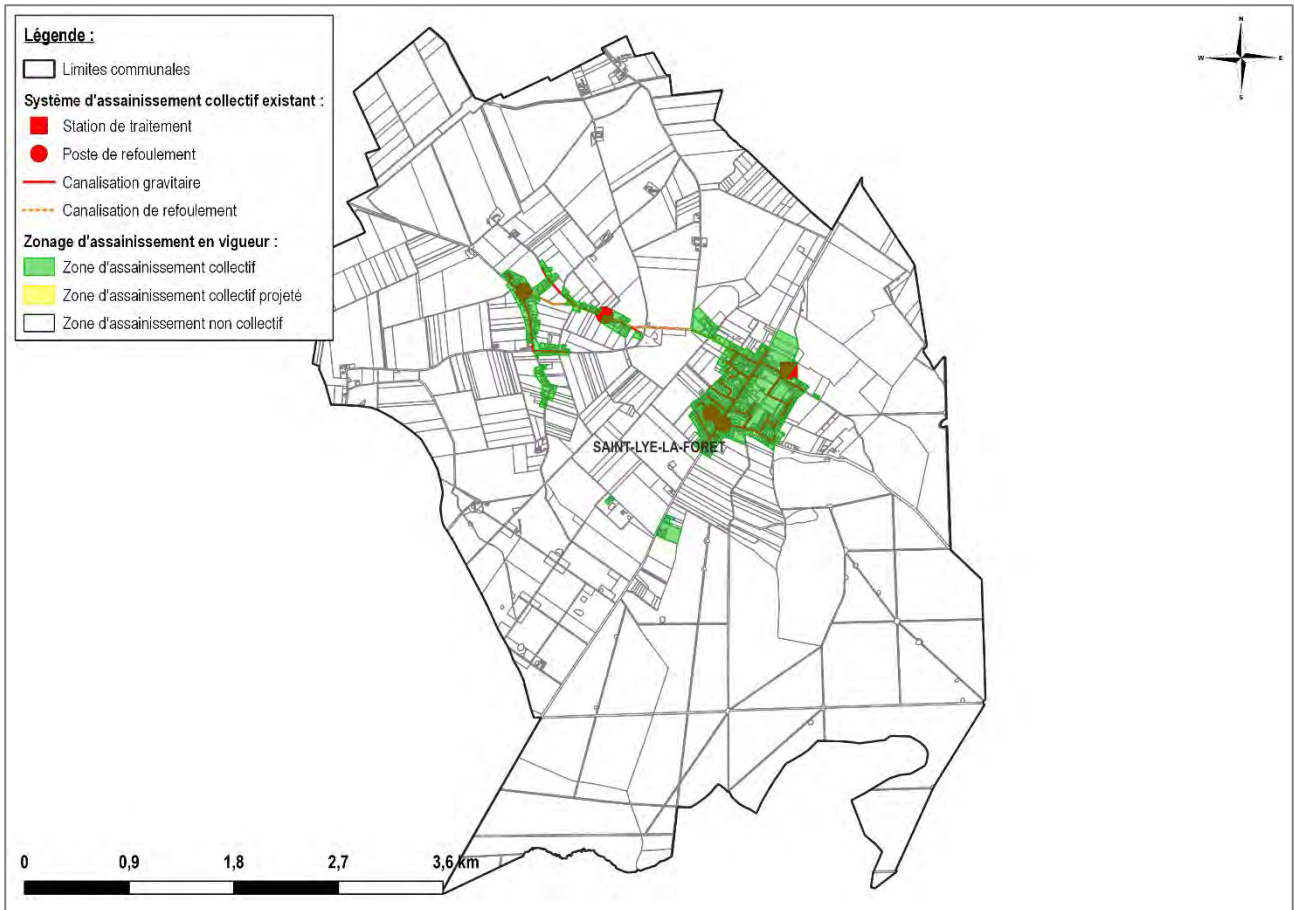 Légende :
Limites communales
Système d'assainissement collectif existant :
Station de traitement
Poste de refoulement
Canalisation gravitaire
Canalisation de refoulement
Zonage d'assainissement en vigueur :
Zone d'assainissement collectif
Zone d'assainissement collectif projeté
Zone d'assainissement non collectif
N
W
E
S
SAINT-LYE-LA-FORET
0 0,9 1,8 2,7 3,6 km